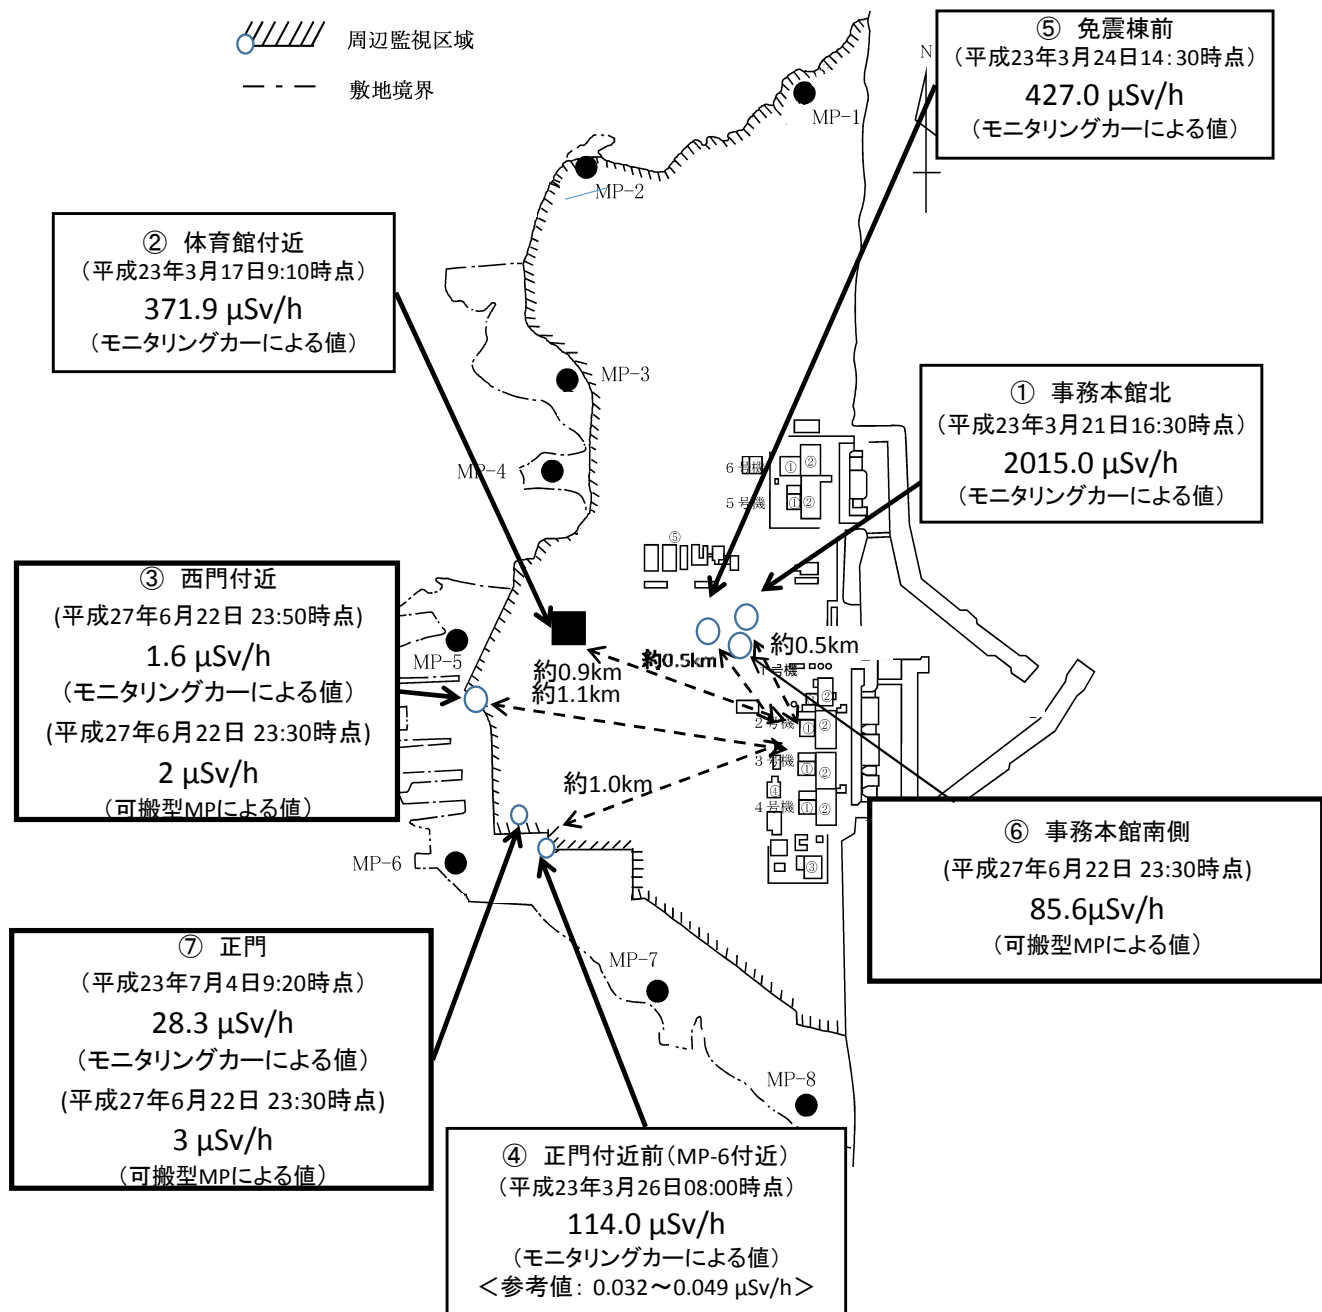 周辺監視区域
敷地境界
⑤ 免震棟前
(平成23年3月24日14:30時点)
427.0 μSv/h
(モニタリングカーによる値)
N
MP-1
MP-2
② 体育館付近
(平成23年3月17日9:10時点)
371.9 μSv/h
(モニタリングカーによる値)
MP-3
① 事務本館北
(平成23年3月21日16:30時点)
2015.0 μSv/h
(モニタリングカーによる値)
MP-4
6号機
① ②
5号機
① ②
⑤
③ 西門付近
(平成27年6月22日 23:50時点)
1.6 μSv/h
(モニタリングカーによる値)
(平成27年6月22日 23:30時点)
2 μSv/h
(可搬型MPによる値)
MP-5
約0.9km
約1.1km
約0.5km
約0.5km
1号機
②
2号機
① ②
3号機
① ②
④
4号機
① ②
③
約1.0km
MP-6
⑥ 事務本館南側
(平成27年6月22日 23:30時点)
85.6μSv/h
(可搬型MPによる値)
⑦ 正門
(平成23年7月4日9:20時点)
28.3 μSv/h
(モニタリングカーによる値)
(平成27年6月22日 23:30時点)
3 μSv/h
(可搬型MPによる値)
MP-7
MP-8
④ 正門付近前(MP-6付近)
(平成23年3月26日08:00時点)
114.0 μSv/h
(モニタリングカーによる値)
<参考値: 0.032～0.049 μSv/h>